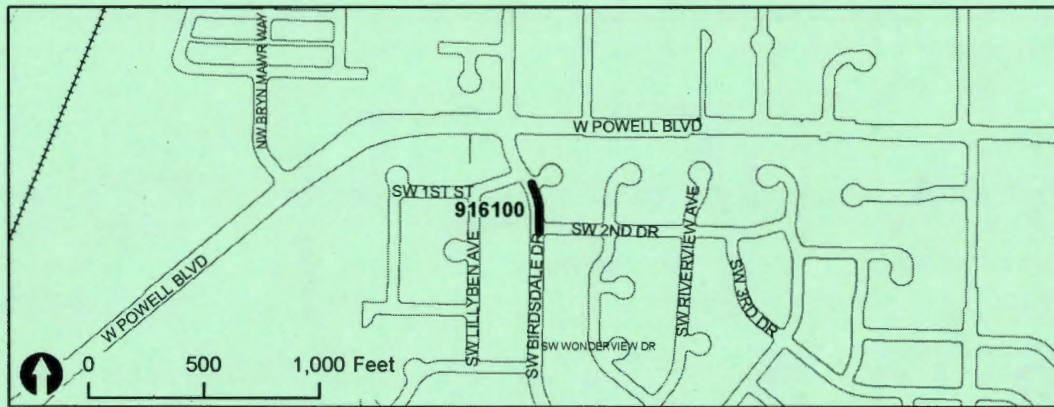 NW BRYN MAWR WAY
W POWELL BLVD
SW 1ST ST
916100
SW 2ND DR
SW LILLYBEN AVE
SW BIRDSDALE DR
SW RIVERVIEW AVE
SW 3RD DR
W POWELL BLVD
SW WONDERVIEW DR
0 500 1,000 Feet